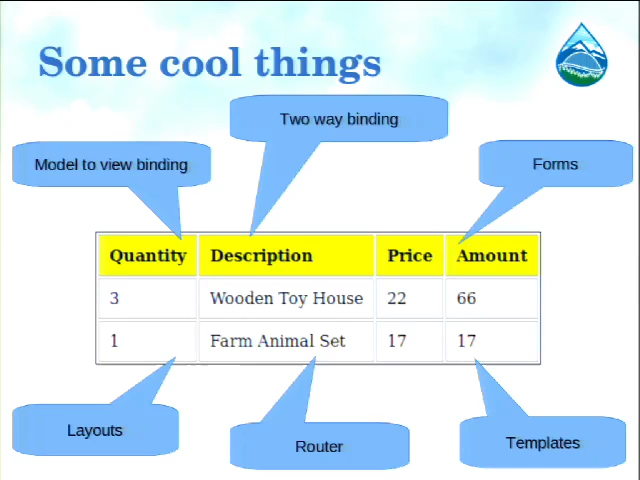 Some cool things
Two way binding
Model to view binding
Forms
Quantity Description Price Amount
3 Wooden Toy House 22 66
1 Farm Animal Set 17 17
Layouts
Router
Templates